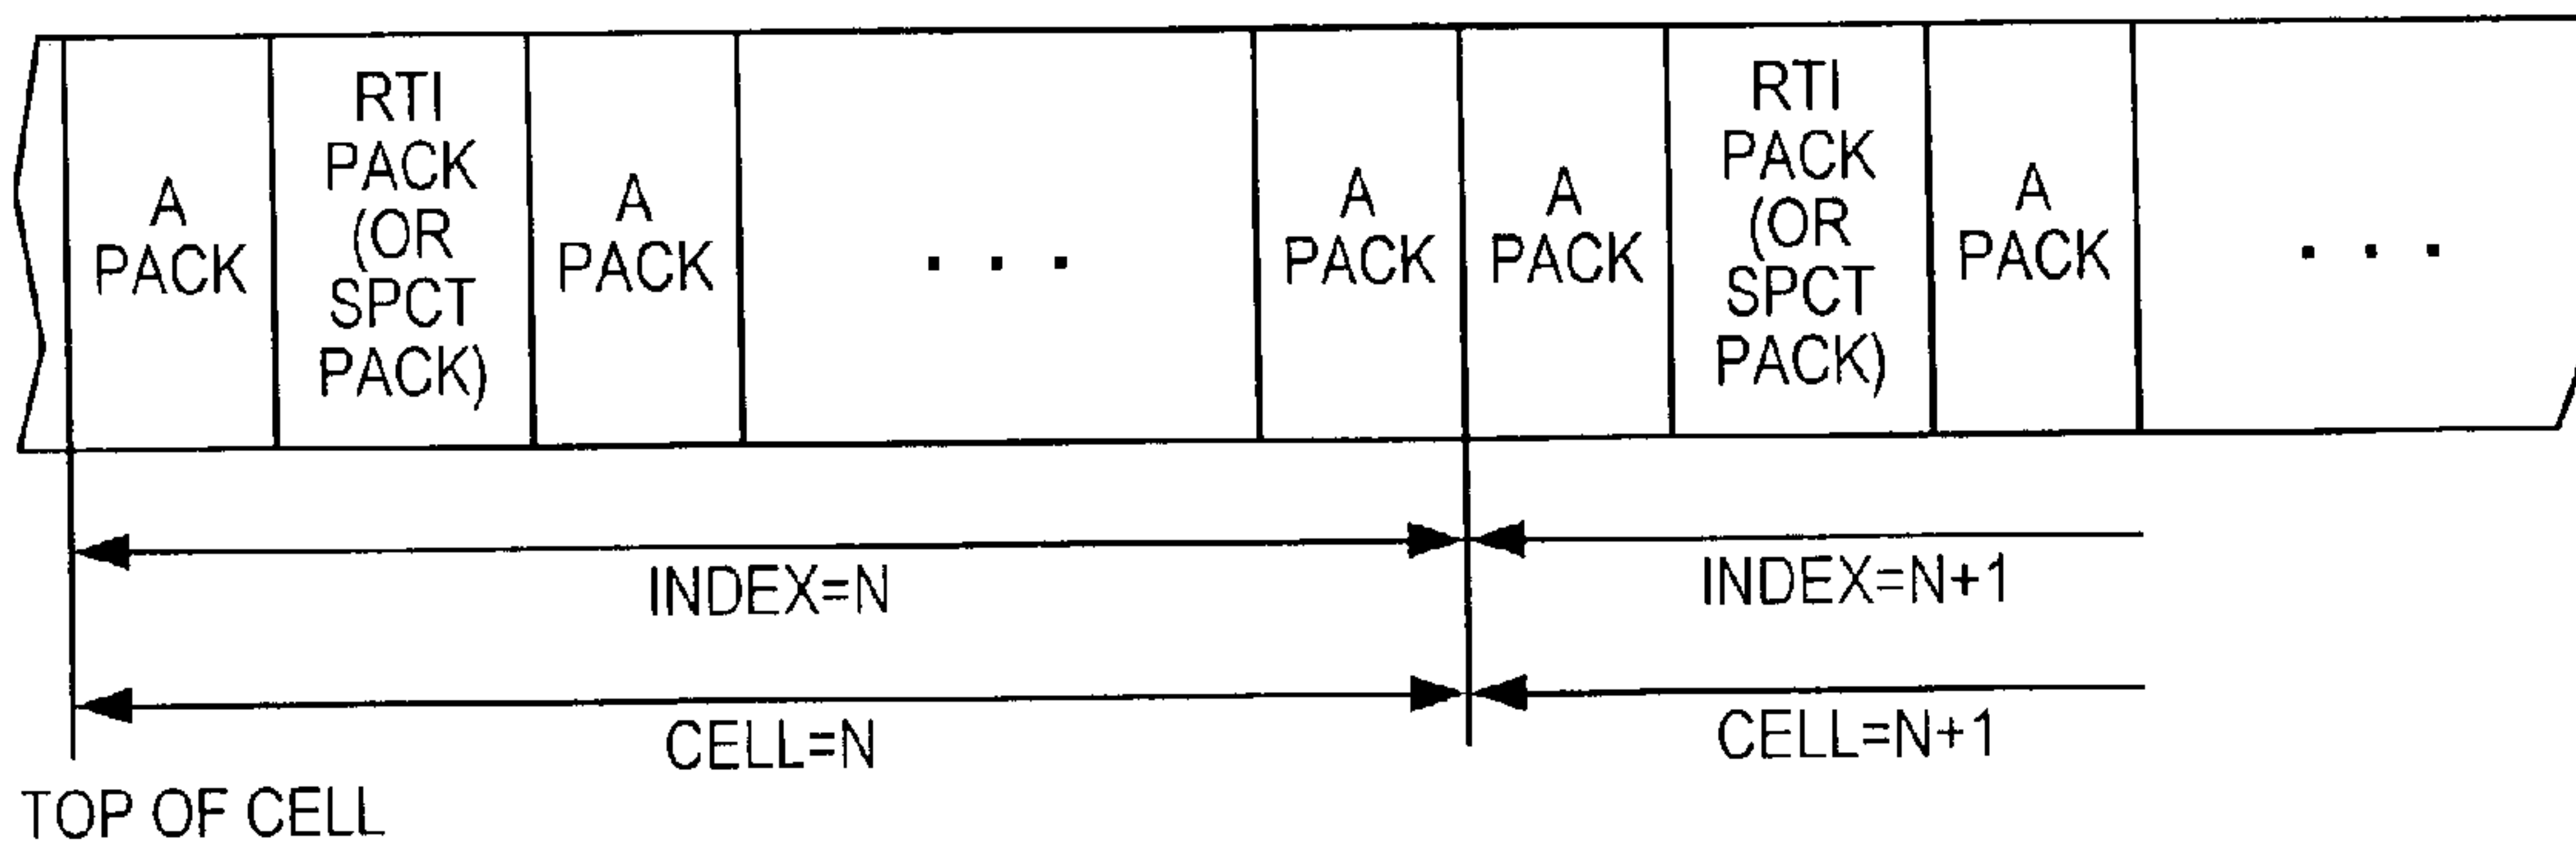 A
PACK
RTI
PACK
(OR
SPCT
PACK)
A
PACK
. . .
A
PACK
A
PACK
RTI
PACK
(OR
SPCT
PACK)
A
PACK
. . .
INDEX=N
INDEX=N+1
CELL=N
CELL=N+1
TOP OF CELL